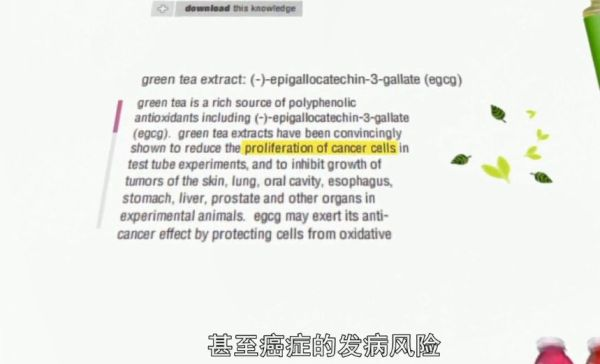 download this knowledge
green tea extract: (-)-epigallocatechin-3-gallate (egcg)
green tea is a rich source of polyphenolic
antioxidants including (-)-epigallocatechin-3-gallate
(egcg). green tea extracts have been convincingly
shown to reduce the proliferation of cancer cells in
test tube experiments, and to inhibit growth of
tumors of the skin, lung, oral cavity, esophagus,
stomach, liver, prostate and other organs in
experimental animals. egcg may exert its anti-
cancer effect by protecting cells from oxidative
甚至癌症的发病风险